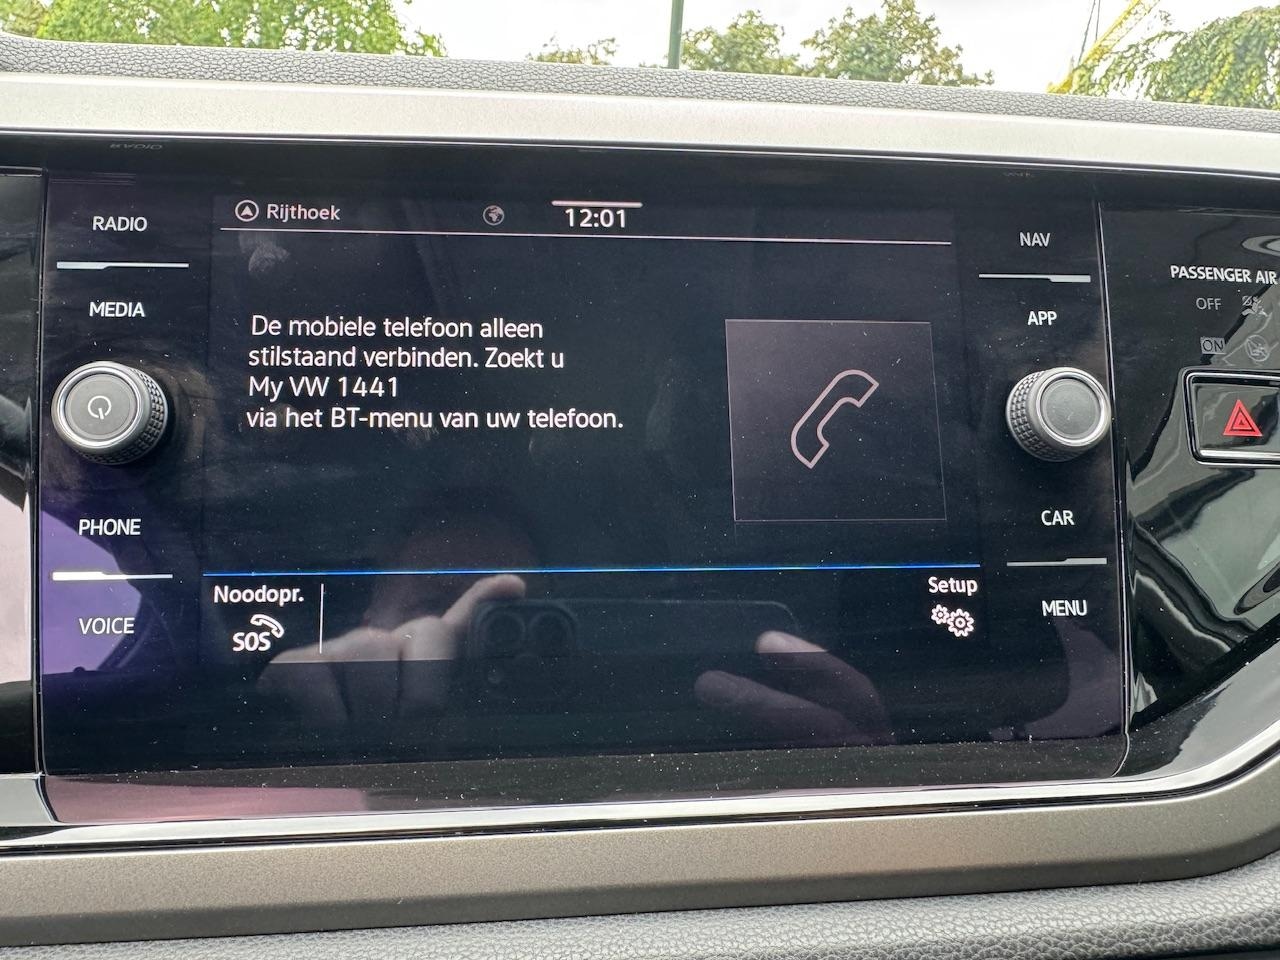 RADIO
MEDIA
PHONE
VOICE
Rijthoek
12:01
De mobiele telefoon alleen
stilstaand verbinden. Zoekt u
My VW 1441
via het BT-menu van uw telefoon.
Noodopr.
SOS
Setup
NAV
APP
CAR
MENU
PASSENGER AIR
OFF
ON